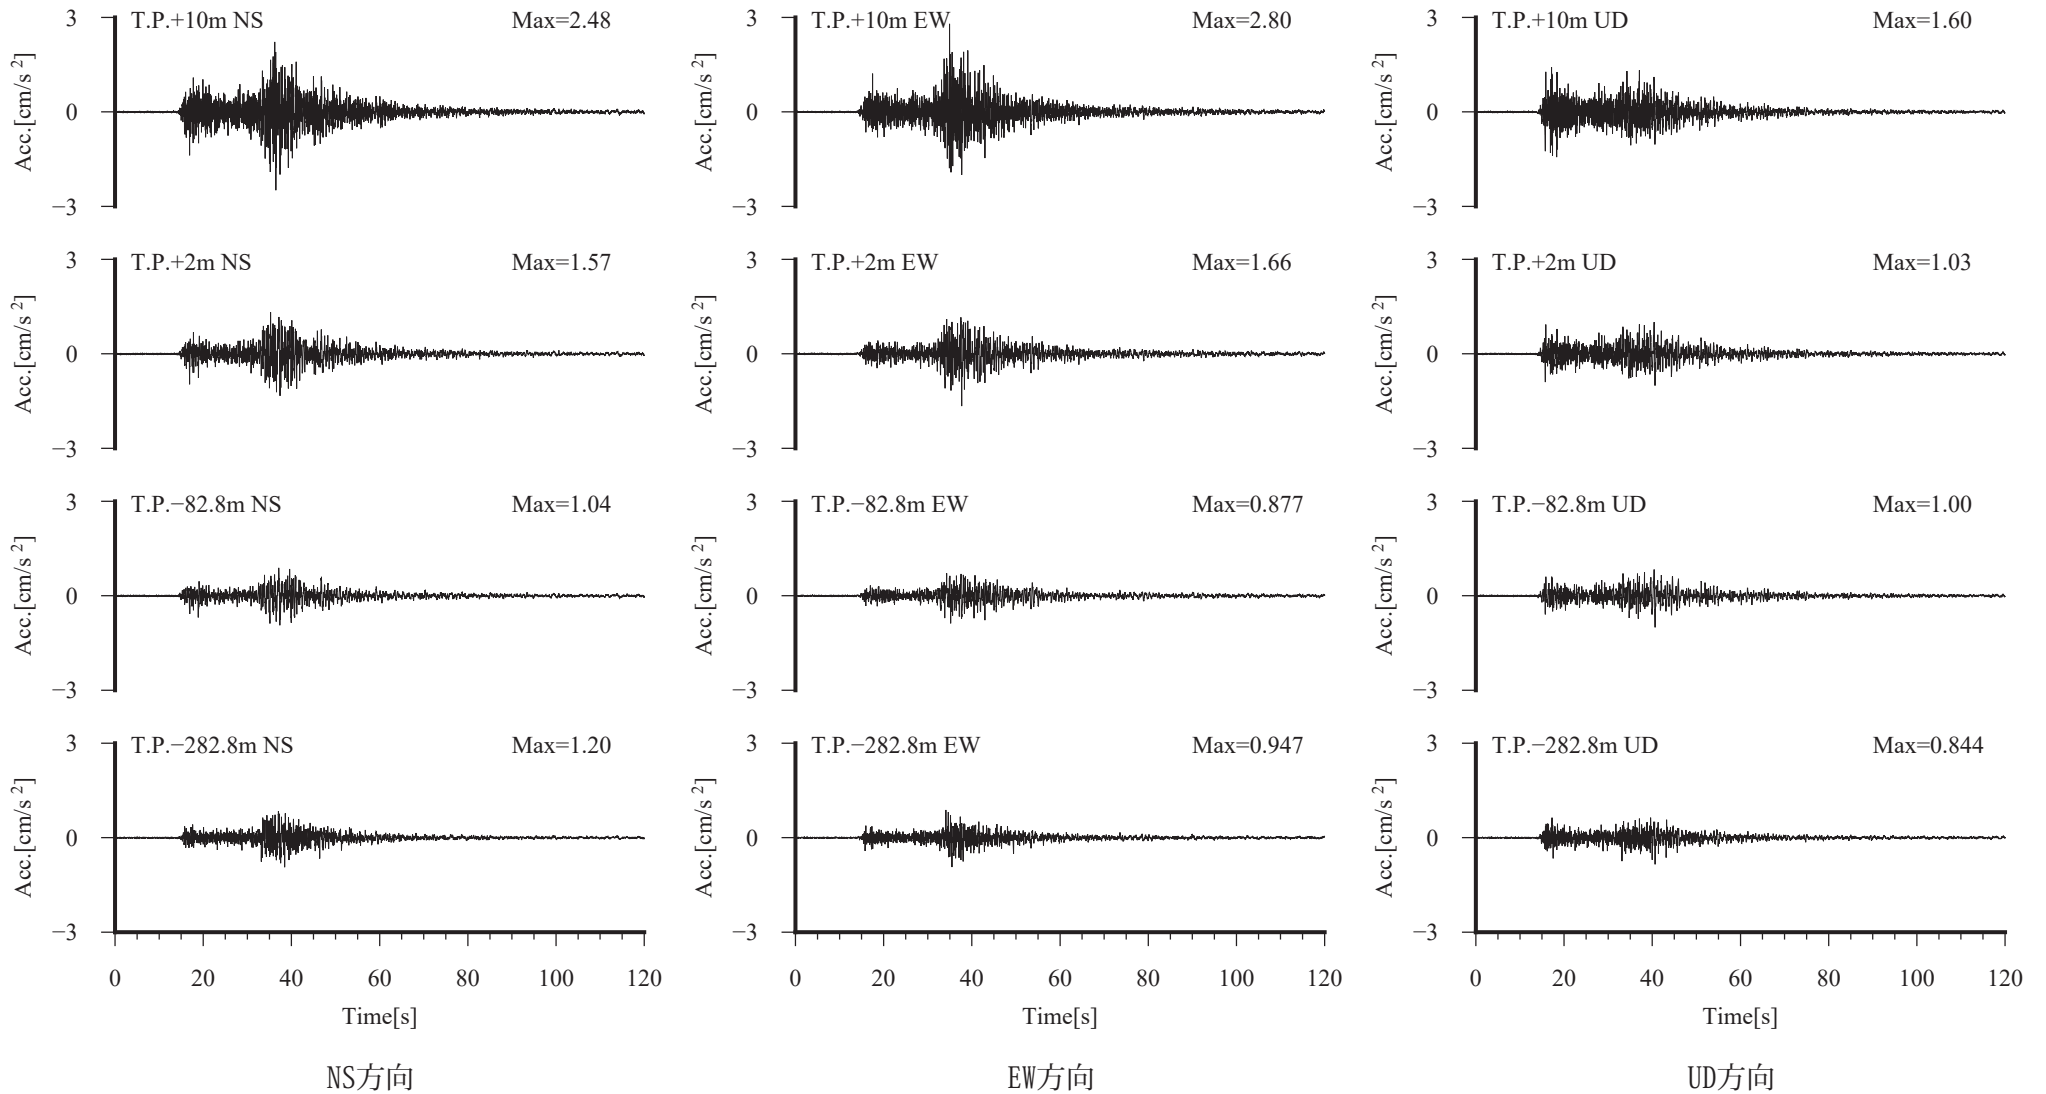 3 T.P.+10m NS Max=2.48
Acc.[cm/s²]
0
−3
3 T.P.+2m NS Max=1.57
Acc.[cm/s²]
0
−3
3 T.P.−82.8m NS Max=1.04
Acc.[cm/s²]
0
−3
3 T.P.−282.8m NS Max=1.20
Acc.[cm/s²]
0
−3
0 20 40 60 80 100 120
Time[s]
NS方向
3 T.P.+10m EW Max=2.80
Acc.[cm/s²]
0
−3
3 T.P.+2m EW Max=1.66
Acc.[cm/s²]
0
−3
3 T.P.−82.8m EW Max=0.877
Acc.[cm/s²]
0
−3
3 T.P.−282.8m EW Max=0.947
Acc.[cm/s²]
0
−3
0 20 40 60 80 100 120
Time[s]
EW方向
3 T.P.+10m UD Max=1.60
Acc.[cm/s²]
0
−3
3 T.P.+2m UD Max=1.03
Acc.[cm/s²]
0
−3
3 T.P.−82.8m UD Max=1.00
Acc.[cm/s²]
0
−3
3 T.P.−282.8m UD Max=0.844
Acc.[cm/s²]
0
−3
0 20 40 60 80 100 120
Time[s]
UD方向